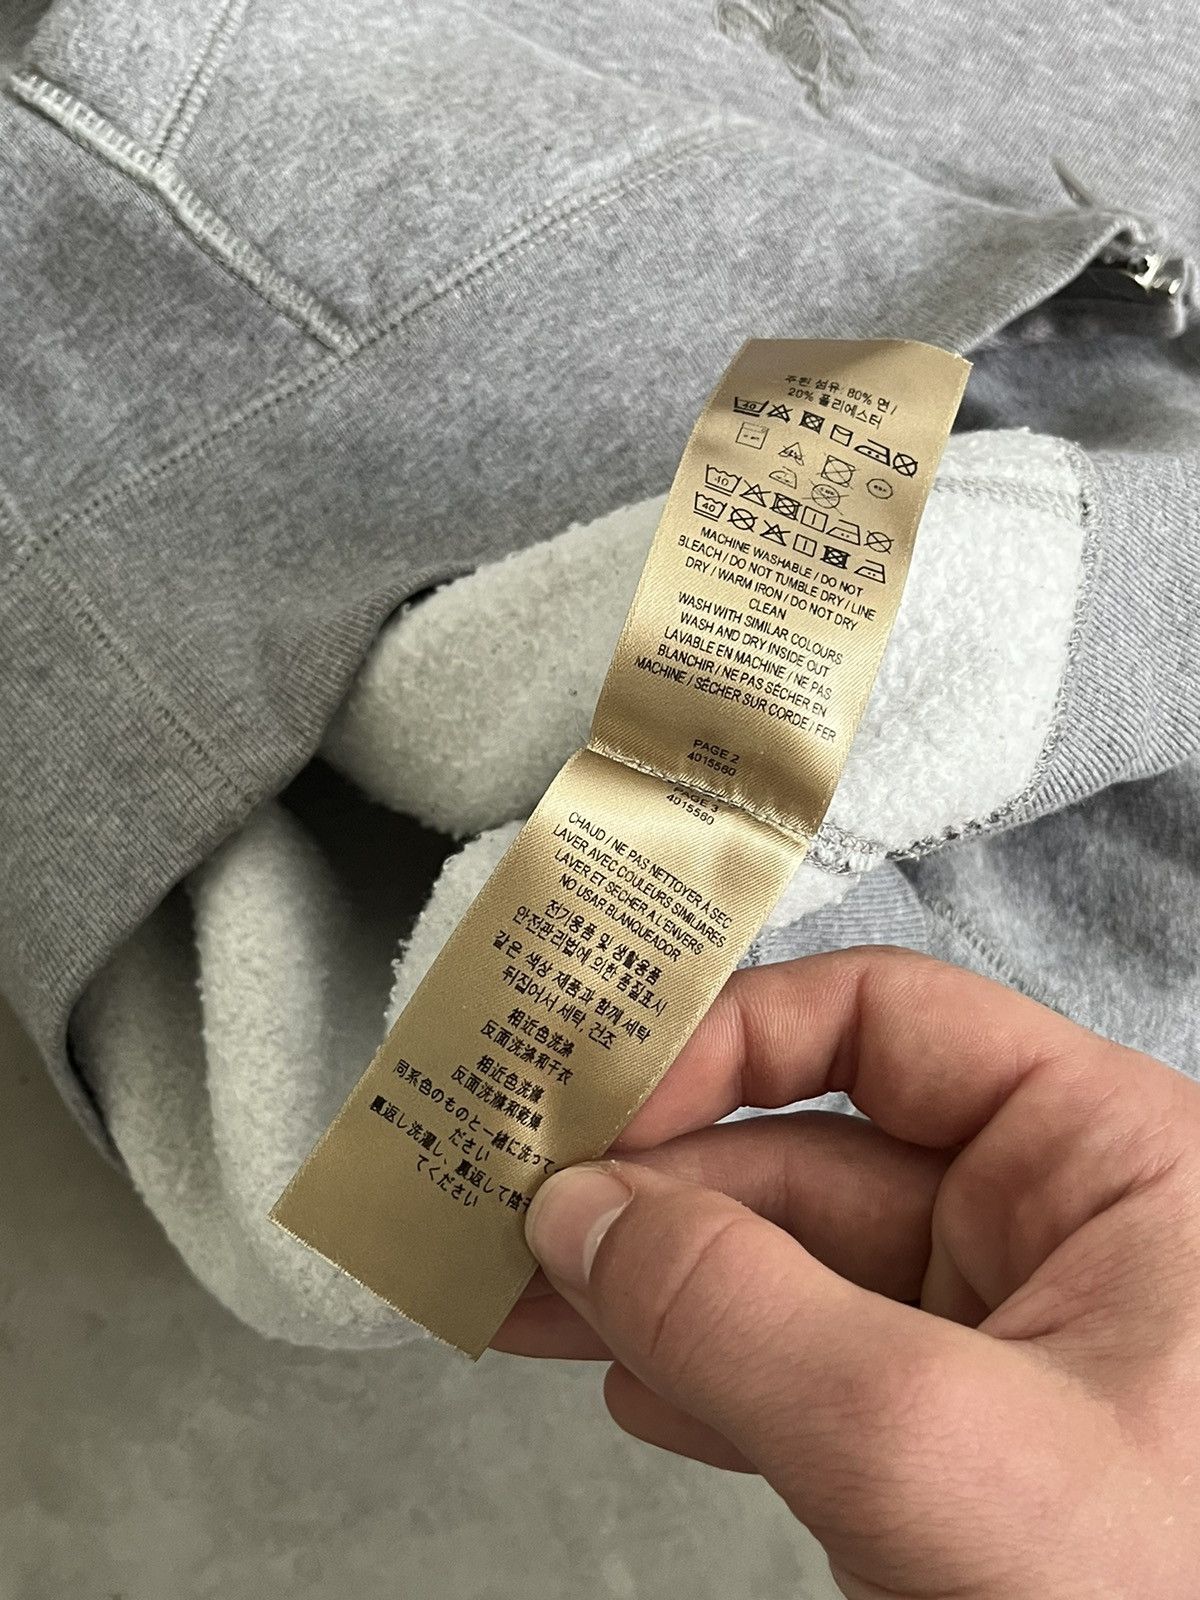 주된 섬유: 80% 면 /
20% 폴리에스터
40
40
40
MACHINE WASHABLE / DO NOT
BLEACH / DO NOT TUMBLE DRY / LINE
DRY / WARM IRON / DO NOT DRY
CLEAN
WASH WITH SIMILAR COLOURS
WASH AND DRY INSIDE OUT
LAVABLE EN MACHINE / NE PAS
BLANCHIR / NE PAS SÉCHER EN
MACHINE / SÉCHER SUR CORDE / FER
PAGE 2
4015560
PAGE 3
4015560
CHAUD / NE PAS NETTOYER À SEC
LAVER AVEC COULEURS SIMILIARES
LAVER ET SECHER A L'ENVERS
NO USAR BLANQUEADOR
전기용품 및 생활용품
안전관리법에 의한 품질표시
같은 색상 제품과 함께 세탁
뒤집어서 세탁, 건조
相近色洗涤
反面洗涤和干衣
相近色洗滌
反面洗滌和乾燥
同系色のものと一緒に洗って
ださい
裏返し洗濯し、裏返して陰干
てください